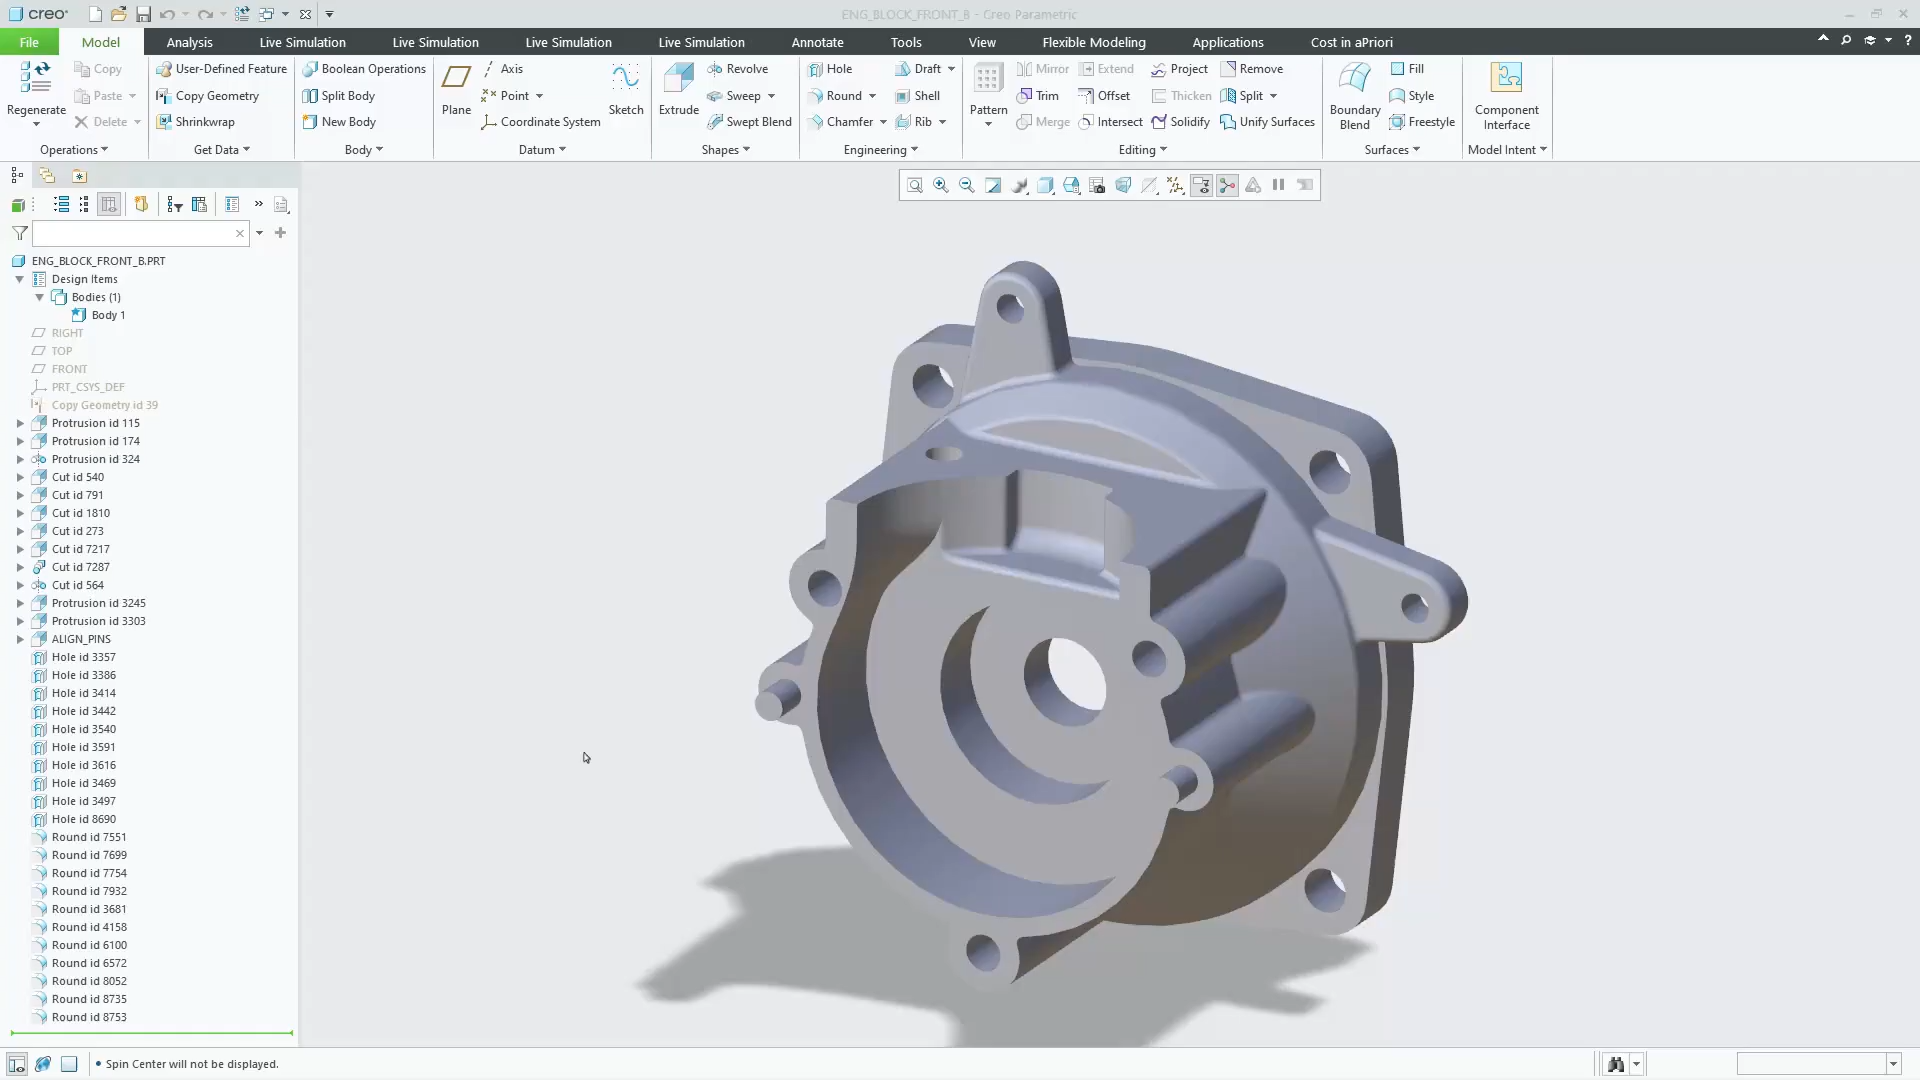 creo
ENG_BLOCK_FRONT_B - Creo Parametric
File Model Analysis Live Simulation Live Simulation Live Simulation Live Simulation Annotate Tools View Flexible Modeling Applications Cost in aPriori
Regenerate
Copy
Paste
Delete
Operations
User-Defined Feature
Copy Geometry
Shrinkwrap
Get Data
Boolean Operations
Split Body
New Body
Body
Plane
Axis
Point
Coordinate System
Sketch
Datum
Extrude
Revolve
Sweep
Swept Blend
Shapes
Hole
Round
Chamfer
Draft
Shell
Rib
Engineering
Pattern
Mirror
Trim
Merge
Extend
Offset
Intersect
Project
Thicken
Solidify
Remove
Split
Unify Surfaces
Editing
Boundary
Blend
Fill
Style
Freestyle
Surfaces
Component
Interface
Model Intent
ENG_BLOCK_FRONT_B.PRT
Design Items
Bodies (1)
Body 1
RIGHT
TOP
FRONT
PRT_CSYS_DEF
Copy Geometry id 39
Protrusion id 115
Protrusion id 174
Protrusion id 324
Cut id 540
Cut id 791
Cut id 1810
Cut id 273
Cut id 7217
Cut id 7287
Cut id 564
Protrusion id 3245
Protrusion id 3303
ALIGN_PINS
Hole id 3357
Hole id 3386
Hole id 3414
Hole id 3442
Hole id 3540
Hole id 3591
Hole id 3616
Hole id 3469
Hole id 3497
Hole id 8690
Round id 7551
Round id 7699
Round id 7754
Round id 7932
Round id 3681
Round id 4158
Round id 6100
Round id 6572
Round id 8052
Round id 8735
Round id 8753
• Spin Center will not be displayed.